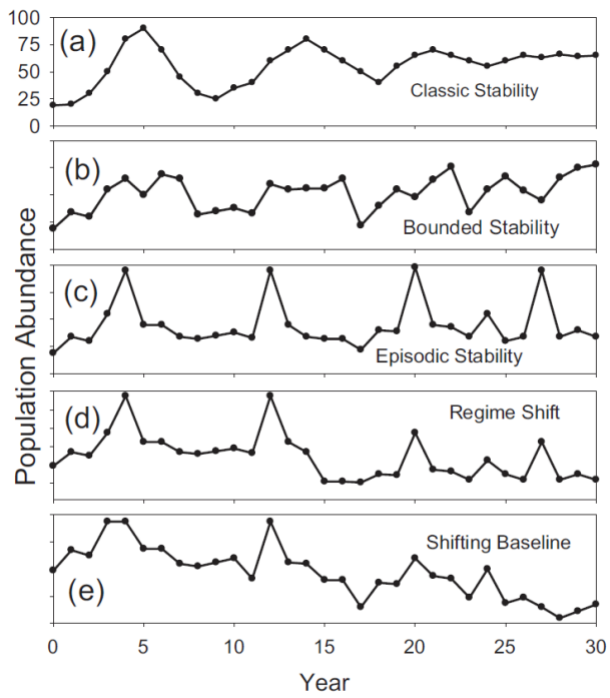 Population Abundance
100
75
50
25
0
(a)
Classic Stability
(b)
Bounded Stability
(c)
Episodic Stability
(d)
Regime Shift
(e)
Shifting Baseline
0 5 10 15 20 25 30
Year